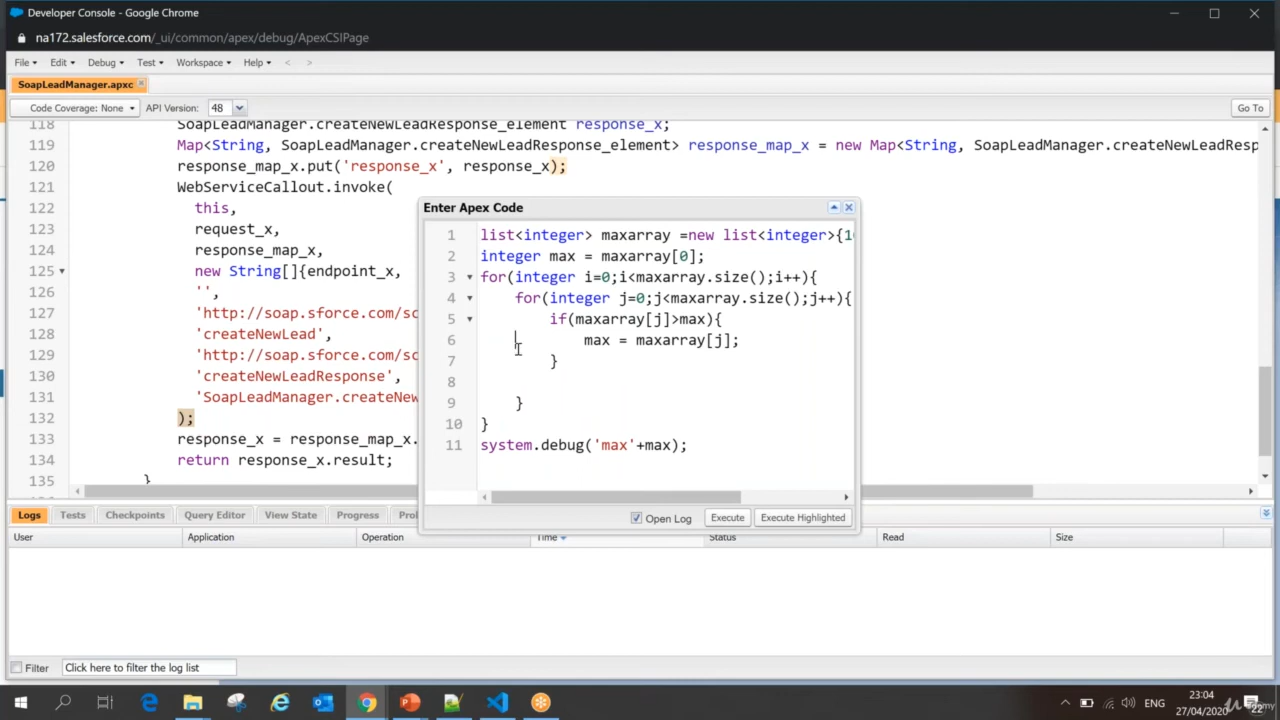 Developer Console - Google Chrome
na172.salesforce.com/_ui/common/apex/debug/ApexCSIPage
File Edit Debug Test Workspace Help < >
SoapLeadManager.apxc
Code Coverage: None API Version: 48 Go To
118 SoapLeadManager.createNewLeadResponse_element response_x;
119 Map<String, SoapLeadManager.createNewLeadResponse_element> response_map_x = new Map<String, SoapLeadManager.createNewLeadResp
120 response_map_x.put('response_x', response_x);
121 WebServiceCallout.invoke(
122 this,
123 request_x,
124 response_map_x,
125 new String[]{endpoint_x,
126 '',
127 'http://soap.sforce.com/sc
128 'createNewLead',
129 'http://soap.sforce.com/sc
130 'createNewLeadResponse',
131 'SoapLeadManager.createNew
132 );
133 response_x = response_map_x.
134 return response_x.result;
135 }
Enter Apex Code
1 list<integer> maxarray =new list<integer>{10
2 integer max = maxarray[0];
3 for(integer i=0;i<maxarray.size();i++){
4 for(integer j=0;j<maxarray.size();j++){
5 if(maxarray[j]>max){
6 max = maxarray[j];
7 }
8
9 }
10 }
11 system.debug('max'+max);
Open Log Execute Execute Highlighted
Logs Tests Checkpoints Query Editor View State Progress Prob
User Application Operation Time Status Read Size
Filter Click here to filter the log list
ENG
23:04
27/04/2020
22